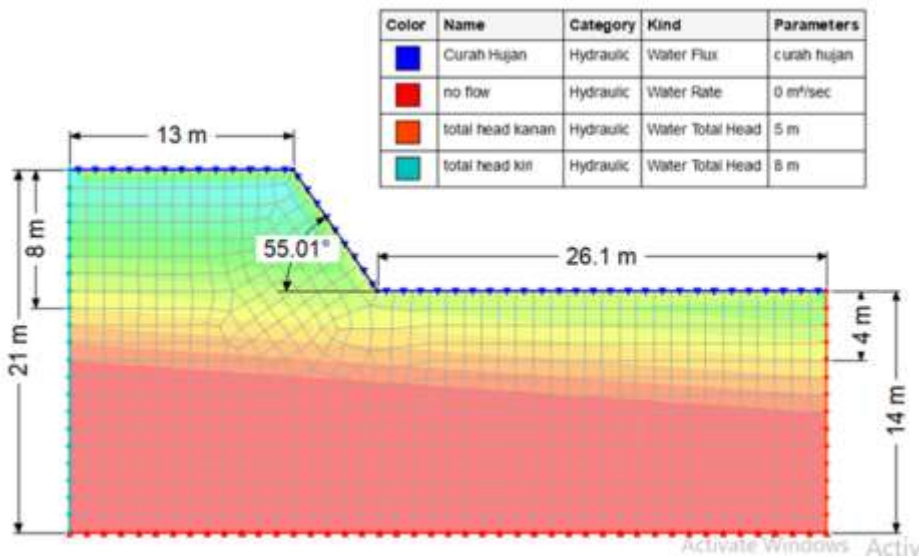 Color Name Category Kind Parameters
Curah Hujan Hydraulic Water Flux curah hujan
no flow Hydraulic Water Rate 0 m³/sec
total head kanan Hydraulic Water Total Head 5 m
total head kiri Hydraulic Water Total Head 8 m
13 m
8 m
55.01°
26.1 m
21 m
4 m
14 m
Activate Windows Activ